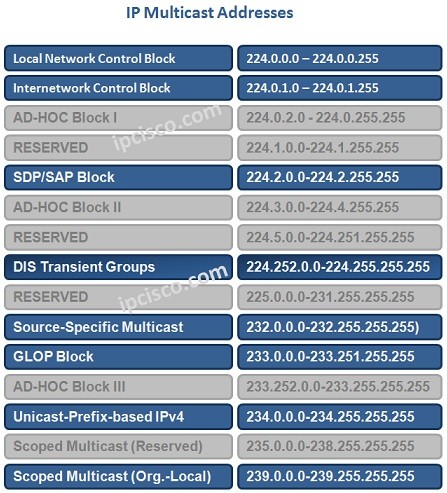 IP Multicast Addresses
Local Network Control Block 224.0.0.0 – 224.0.0.255
Internetwork Control Block 224.0.1.0 – 224.0.1.255
AD-HOC Block I 224.0.2.0 - 224.0.255.255
RESERVED 224.1.0.0-224.1.255.255
SDP/SAP Block 224.2.0.0-224.2.255.255
AD-HOC Block II 224.3.0.0-224.4.255.255
RESERVED 224.5.0.0-224.251.255.255
DIS Transient Groups 224.252.0.0-224.255.255.255
RESERVED 225.0.0.0-231.255.255.255
Source-Specific Multicast 232.0.0.0-232.255.255.255)
GLOP Block 233.0.0.0-233.251.255.255
AD-HOC Block III 233.252.0.0-233.255.255.255
Unicast-Prefix-based IPv4 234.0.0.0-234.255.255.255
Scoped Multicast (Reserved) 235.0.0.0-238.255.255.255
Scoped Multicast (Org.-Local) 239.0.0.0-239.255.255.255
ipcisco.com
ipcisco.com